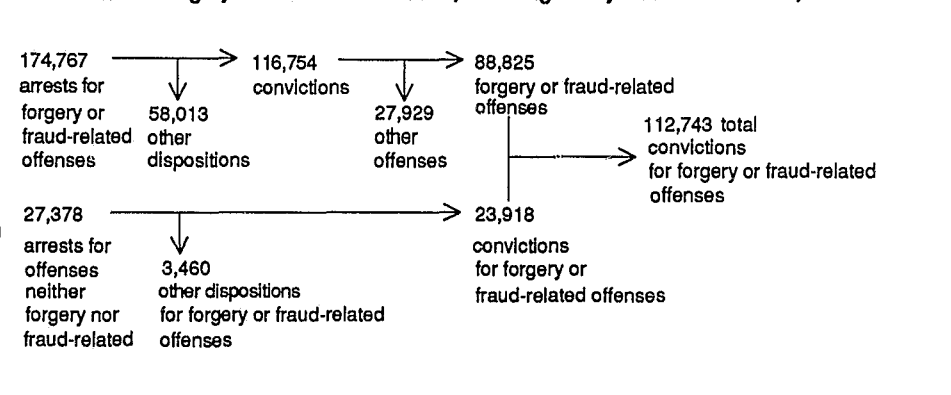 174,767
arrests for
forgery or
fraud-related
offenses
58,013
other
dispositions
116,754
convictions
27,929
other
offenses
88,825
forgery or fraud-related
offenses
112,743 total
convictions
for forgery or fraud-related
offenses
27,378
arrests for
offenses
neither
forgery nor
fraud-related
3,460
other dispositions
for forgery or fraud-related
offenses
23,918
convictions
for forgery or
fraud-related offenses